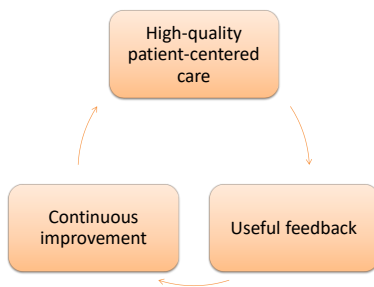 High-quality
patient-centered
care
Continuous
improvement
Useful feedback